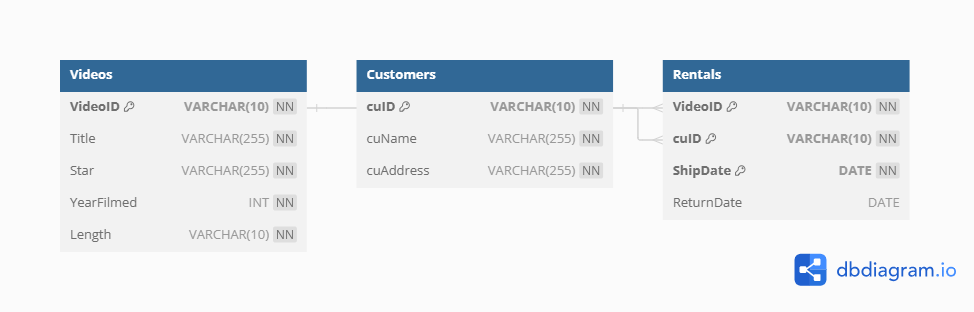 Videos
VideoID VARCHAR(10) NN
Title VARCHAR(255) NN
Star VARCHAR(255) NN
YearFilmed INT NN
Length VARCHAR(10) NN
Customers
cuID VARCHAR(10) NN
cuName VARCHAR(255) NN
cuAddress VARCHAR(255) NN
Rentals
VideoID VARCHAR(10) NN
cuID VARCHAR(10) NN
ShipDate DATE NN
ReturnDate DATE
dbdiagram.io